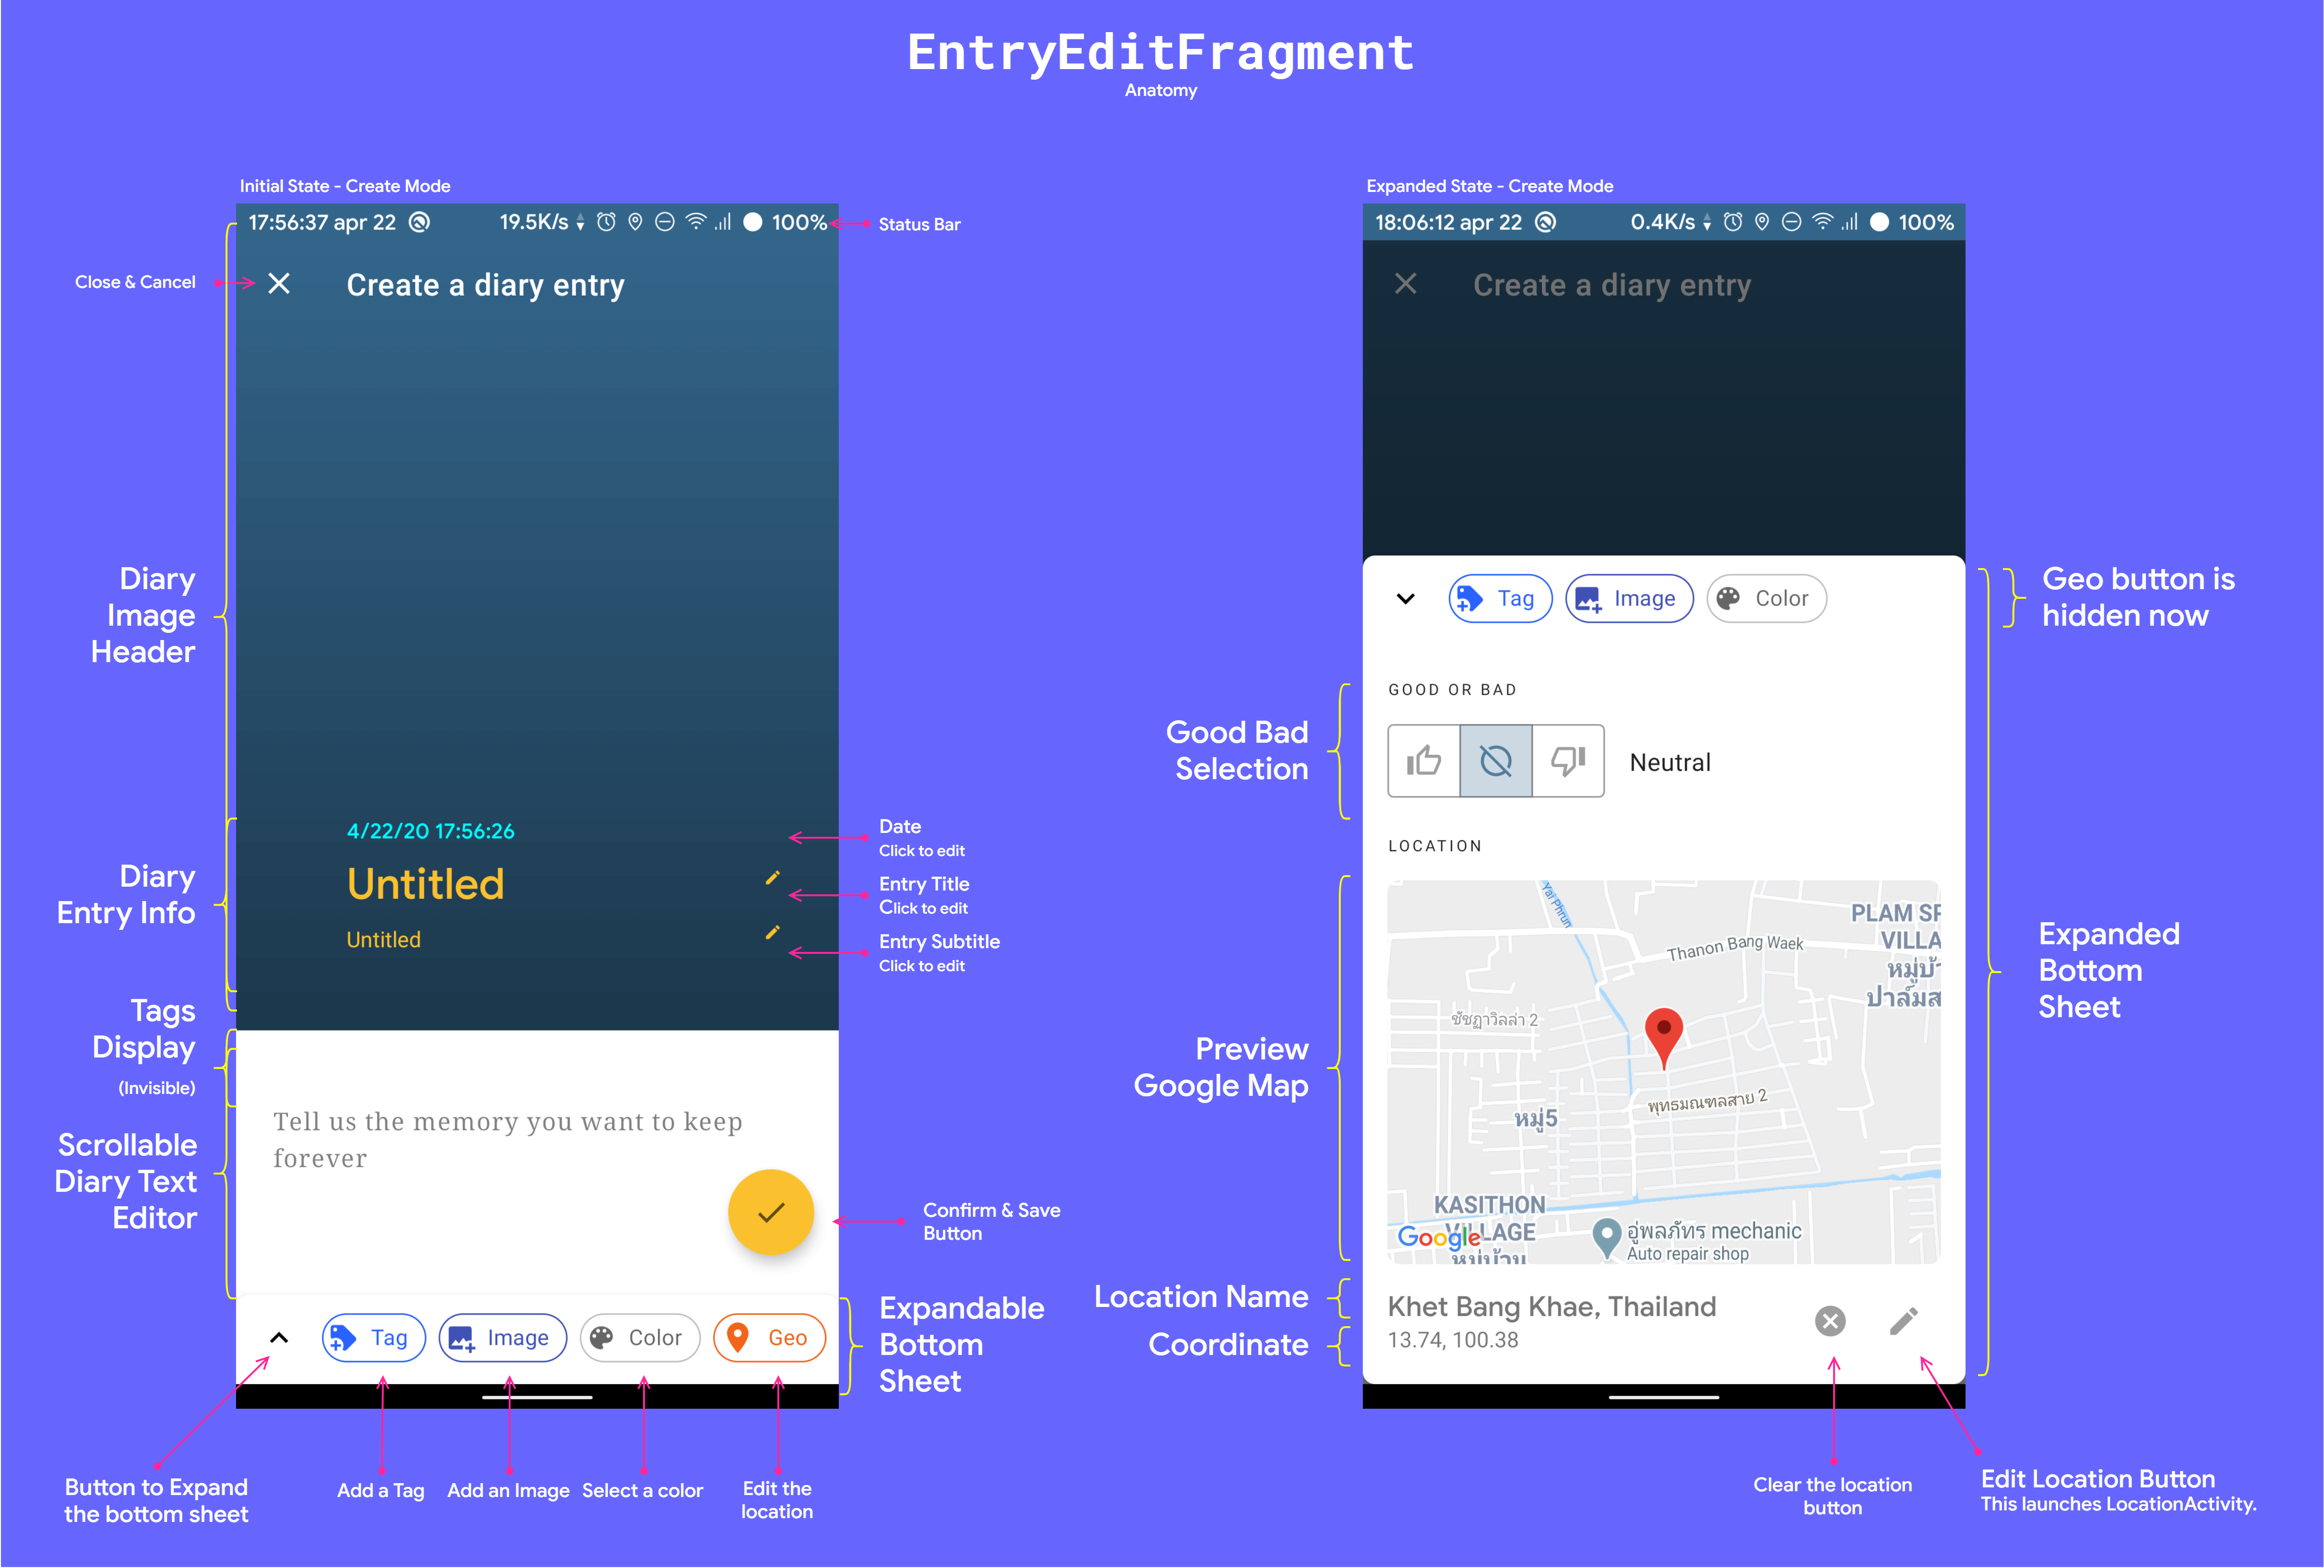 EntryEditFragment
Anatomy
Initial State - Create Mode
17:56:37 apr 22
19.5K/s
100%
Status Bar
Close & Cancel
Create a diary entry
Diary
Image
Header
4/22/20 17:56:26
Date
Click to edit
Diary
Entry Info
Untitled
Entry Title
Click to edit
Untitled
Entry Subtitle
Click to edit
Tags
Display
(Invisible)
Tell us the memory you want to keep
forever
Scrollable
Diary Text
Editor
Confirm & Save
Button
Tag
Image
Color
Geo
Expandable
Bottom
Sheet
Button to Expand
the bottom sheet
Add a Tag
Add an Image
Select a color
Edit the
location
Expanded State - Create Mode
18:06:12 apr 22
0.4K/s
100%
Create a diary entry
Tag
Image
Color
Geo button is
hidden now
GOOD OR BAD
Good Bad
Selection
Neutral
LOCATION
Yai Phrun
Thanon Bang Waek
PLAM SP
VILLA
หมู่บ้า
ปาล์มส
ชัชฎาวิลล่า 2
Expanded
Bottom
Sheet
Preview
Google Map
พุทธมณฑลสาย 2
หมู่5
KASITHON
VILLAGE
หมู่บ้าน
Google
อู่พลภัทร mechanic
Auto repair shop
Location Name
Khet Bang Khae, Thailand
Coordinate
13.74, 100.38
Clear the location
button
Edit Location Button
This launches LocationActivity.